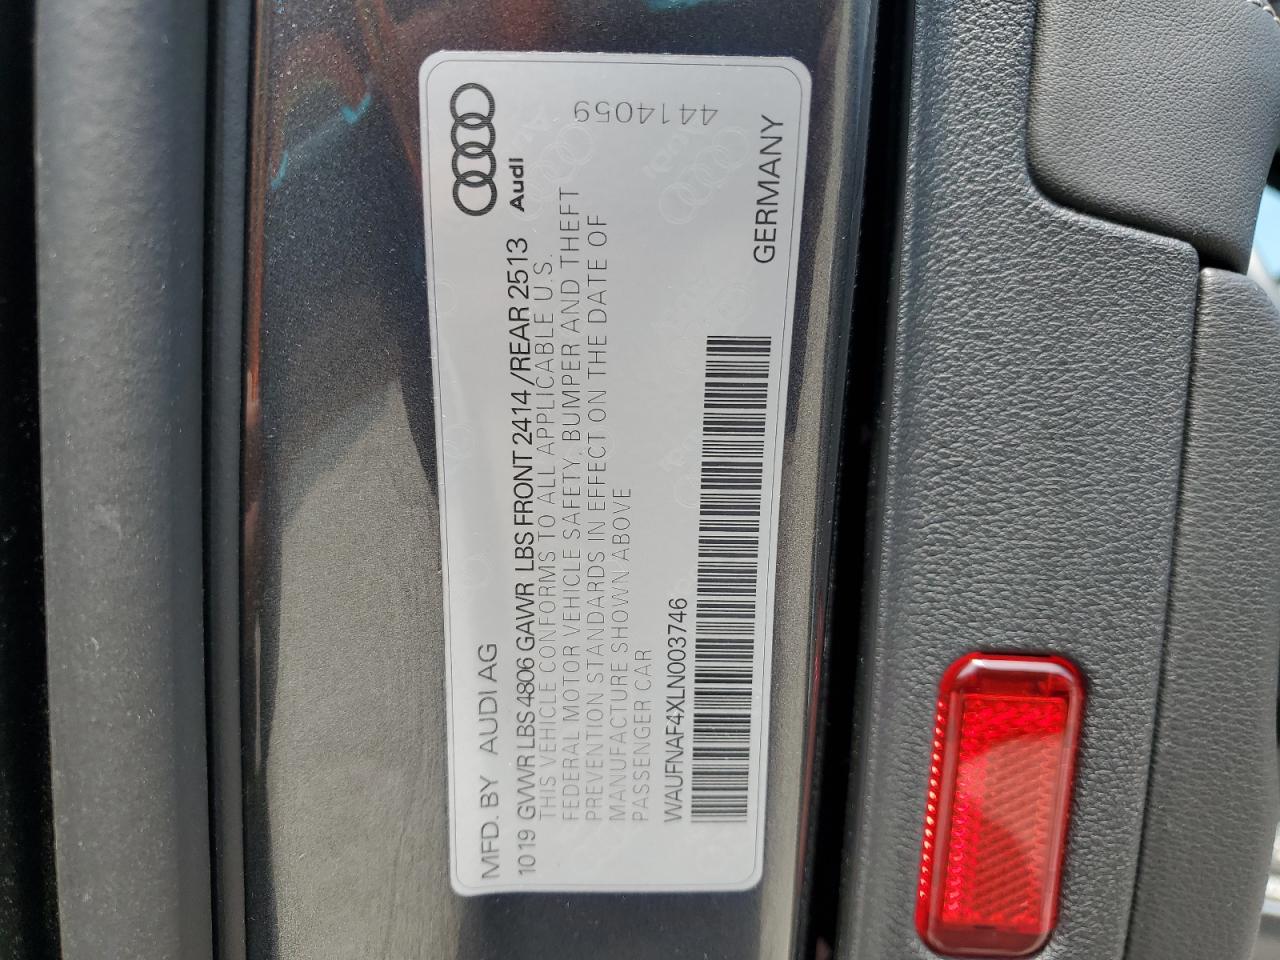 Audi
MFD. BY AUDI AG
1019 GVWR LBS 4806 GAWR LBS FRONT 2414 /REAR 2513
THIS VEHICLE CONFORMS TO ALL APPLICABLE U.S.
FEDERAL MOTOR VEHICLE SAFETY, BUMPER AND THEFT
PREVENTION STANDARDS IN EFFECT ON THE DATE OF
MANUFACTURE SHOWN ABOVE
PASSENGER CAR
WAUFNAF4XLN003746
GERMANY
4414059